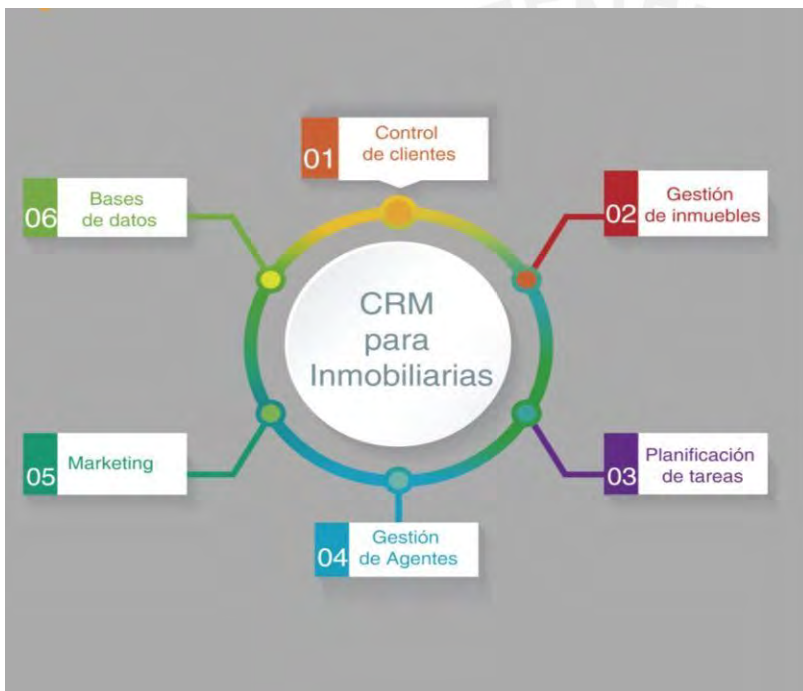 01
Control
de clientes
02
Gestión
de inmuebles
03
Planificación
de tareas
04
Gestión
de Agentes
05
Marketing
06
Bases
de datos
CRM
para
Inmobiliarias